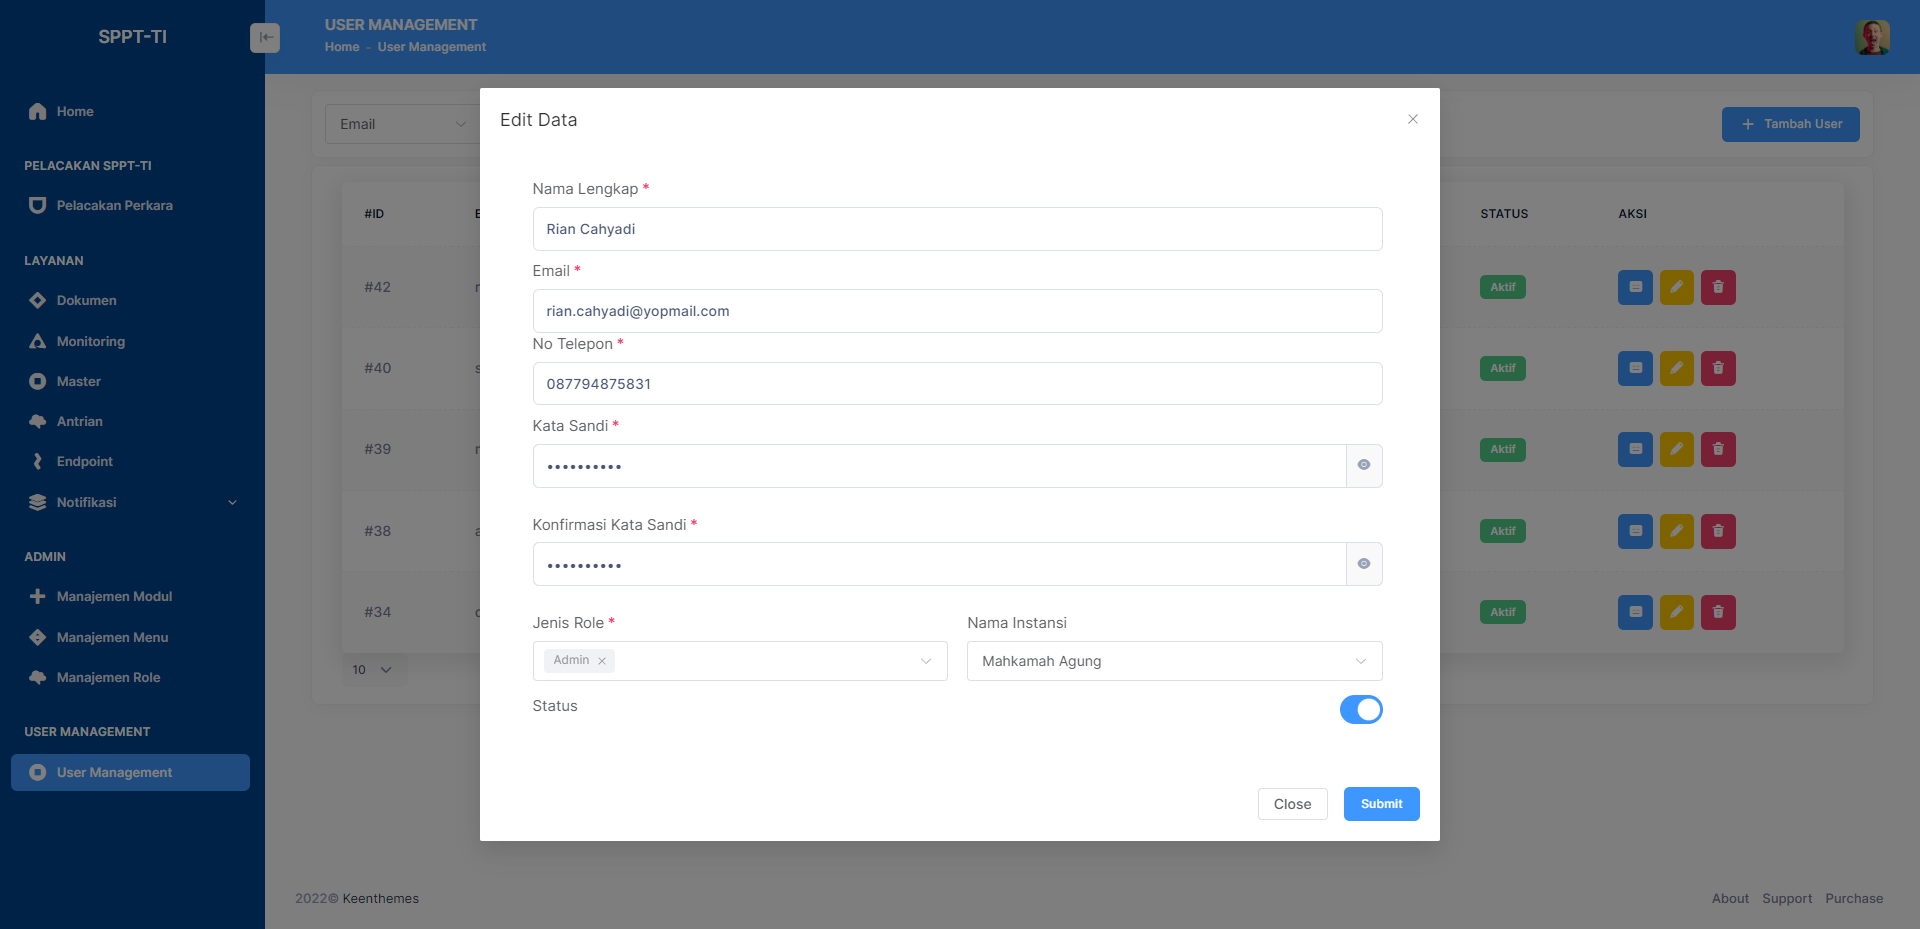 SPPT-TI
USER MANAGEMENT
Home - User Management
Home
PELACAKAN SPPT-TI
Pelacakan Perkara
LAYANAN
Dokumen
Monitoring
Master
Antrian
Endpoint
Notifikasi
ADMIN
Manajemen Modul
Manajemen Menu
Manajemen Role
USER MANAGEMENT
User Management
Email
Tambah User
#ID STATUS AKSI
#42 Aktif
#40 Aktif
#39 Aktif
#38 Aktif
#34 Aktif
10
Edit Data
Nama Lengkap *
Rian Cahyadi
Email *
rian.cahyadi@yopmail.com
No Telepon *
087794875831
Kata Sandi *
••••••••••
Konfirmasi Kata Sandi *
••••••••••
Jenis Role * Nama Instansi
Admin Mahkamah Agung
Status
Close Submit
2022© Keenthemes
About Support Purchase